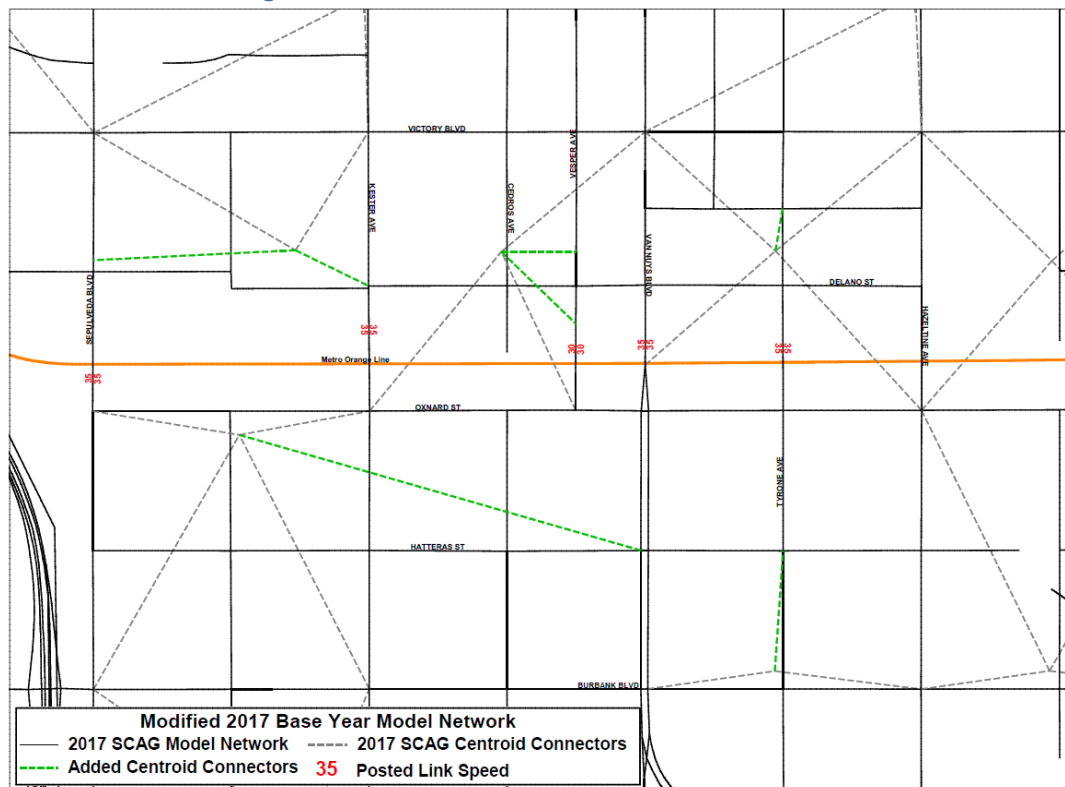 VICTORY BLVD
VESPER AVE
KESTER AVE
CEDROS AVE
VAN NUYS BLVD
DELANO ST
SEPULVEDA BLVD
HAZELTINE AVE
35 35
30 30
35 35
35 35
Metro Orange Line
35 35
OXNARD ST
TYRONE AVE
HATTERAS ST
BURBANK BLVD
Modified 2017 Base Year Model Network
2017 SCAG Model Network
2017 SCAG Centroid Connectors
Added Centroid Connectors
35 Posted Link Speed